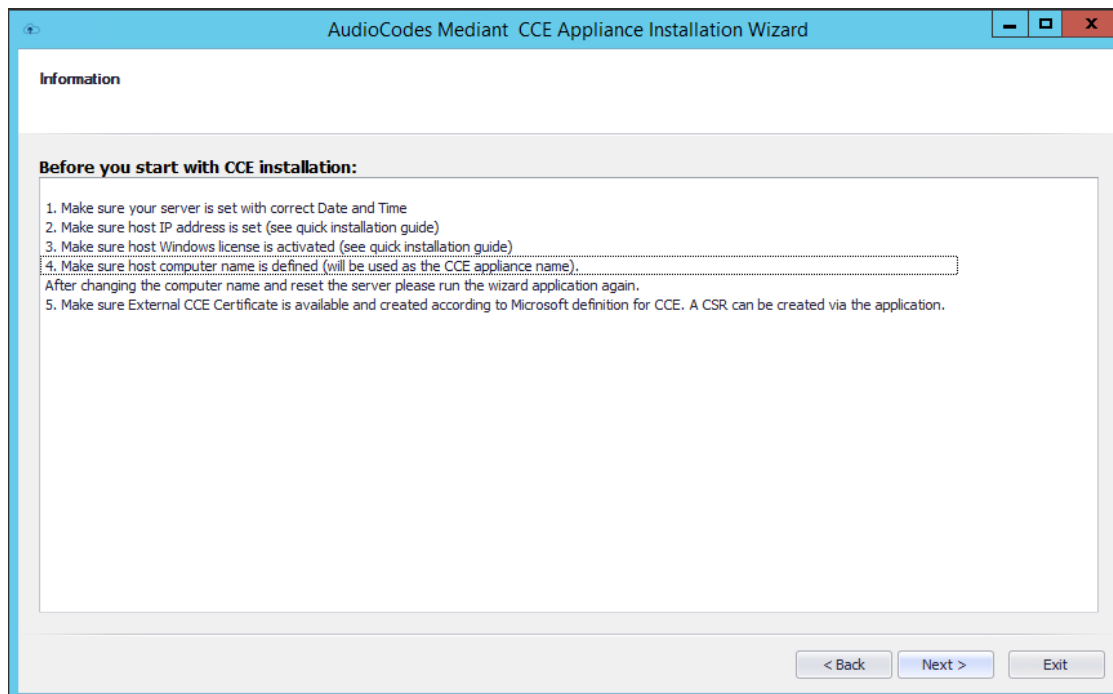 AudioCodes Mediant  CCE Appliance Installation Wizard
Information
Before you start with CCE installation:
1. Make sure your server is set with correct Date and Time
2. Make sure host IP address is set (see quick installation guide)
3. Make sure host Windows license is activated (see quick installation guide)
4. Make sure host computer name is defined (will be used as the CCE appliance name).
After changing the computer name and reset the server please run the wizard application again.
5. Make sure External CCE Certificate is available and created according to Microsoft definition for CCE. A CSR can be created via the application.
< Back Next > Exit